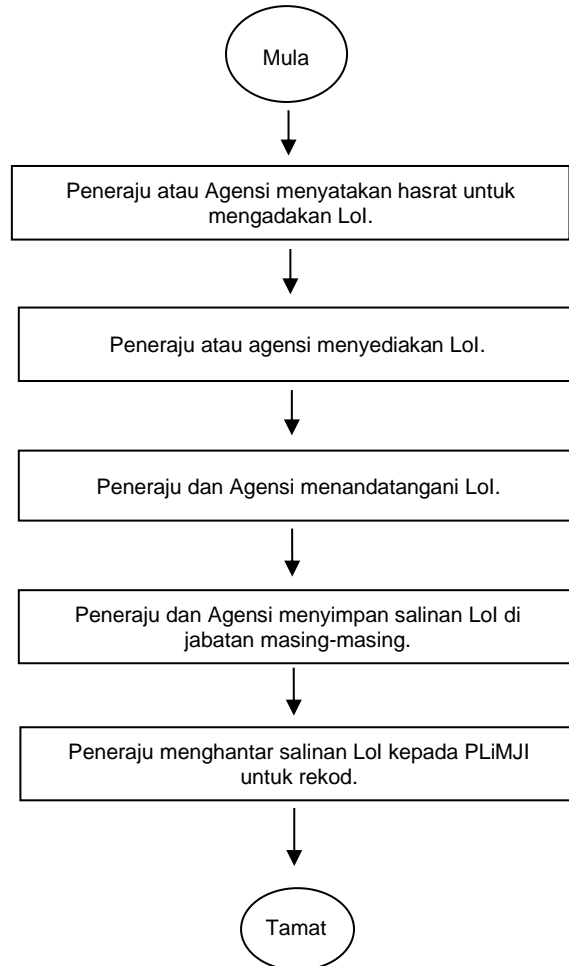 Mula
Peneraju atau Agensi menyatakan hasrat untuk
mengadakan LoI.
Peneraju atau agensi menyediakan LoI.
Peneraju dan Agensi menandatangani LoI.
Peneraju dan Agensi menyimpan salinan LoI di
jabatan masing-masing.
Peneraju menghantar salinan LoI kepada PLiMJI
untuk rekod.
Tamat